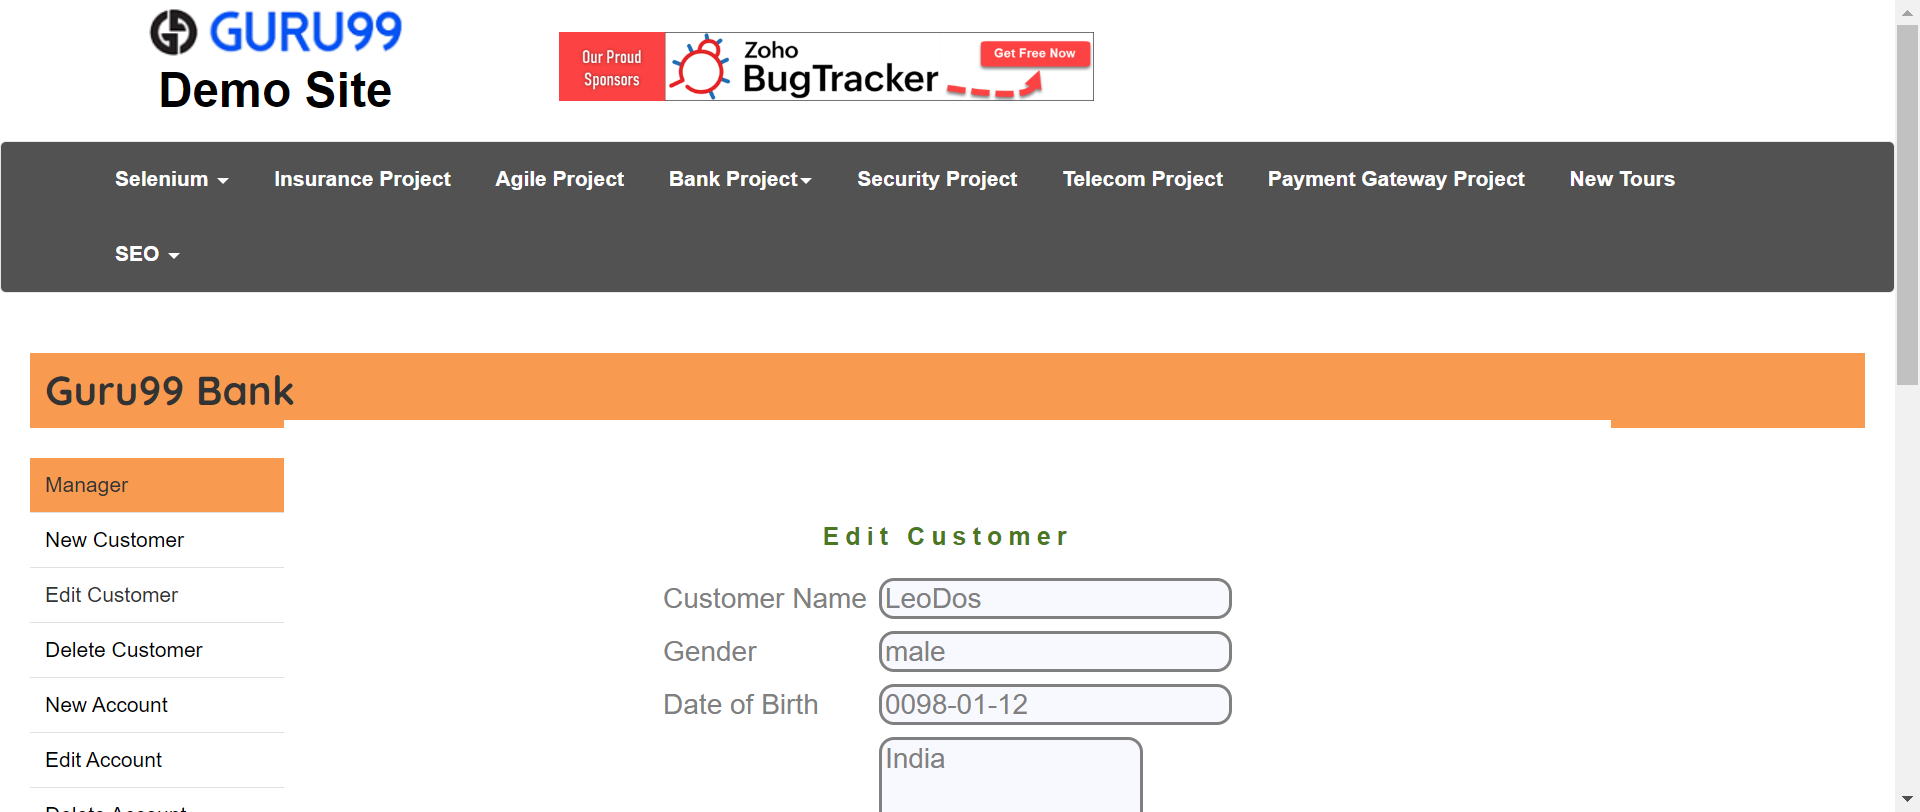 GURU99
Demo Site
Our Proud
Sponsors
Zoho
BugTracker
Get Free Now
Selenium
Insurance Project
Agile Project
Bank Project
Security Project
Telecom Project
Payment Gateway Project
New Tours
SEO
Guru99 Bank
Manager
New Customer
Edit Customer
Delete Customer
New Account
Edit Account
Delete Account
Edit Customer
Customer Name LeoDos
Gender male
Date of Birth 0098-01-12
India